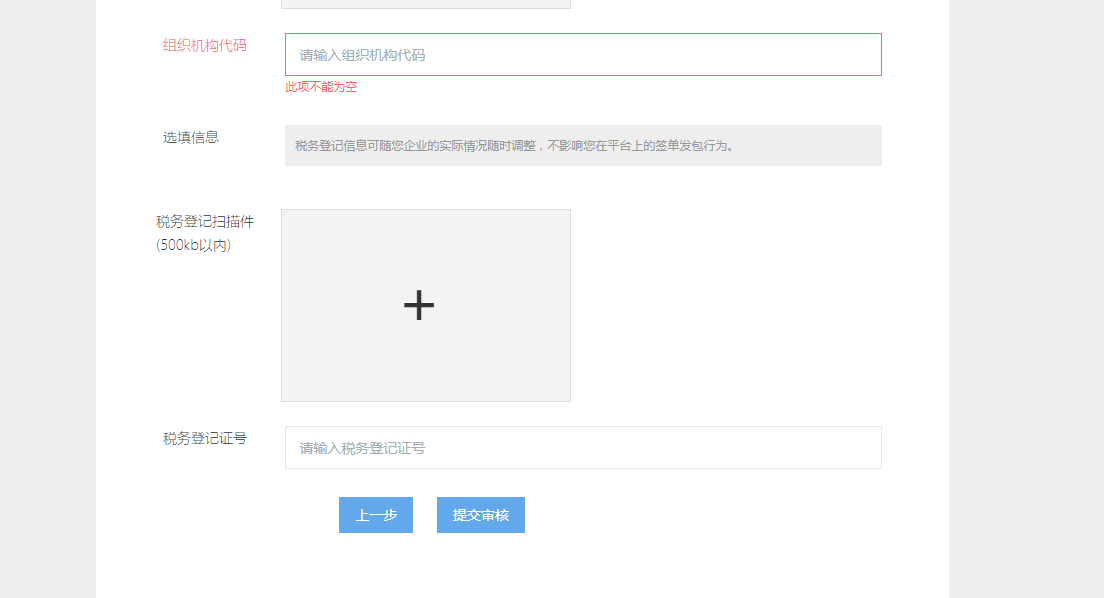 组织机构代码
请输入组织机构代码
此项不能为空
选填信息
税务登记信息可随您企业的实际情况随时调整，不影响您在平台上的签单发包行为。
税务登记扫描件
(500kb以内)
税务登记证号
请输入税务登记证号
上一步
提交审核